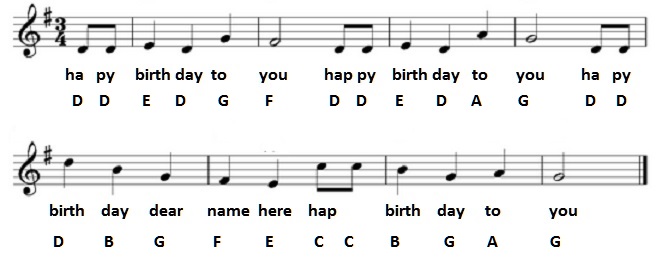 3
4
ha py birth day to you hap py birth day to you ha py
D D E D G F D D E D A G D D
birth day dear name here hap birth day to you
D B G F E C C B G A G